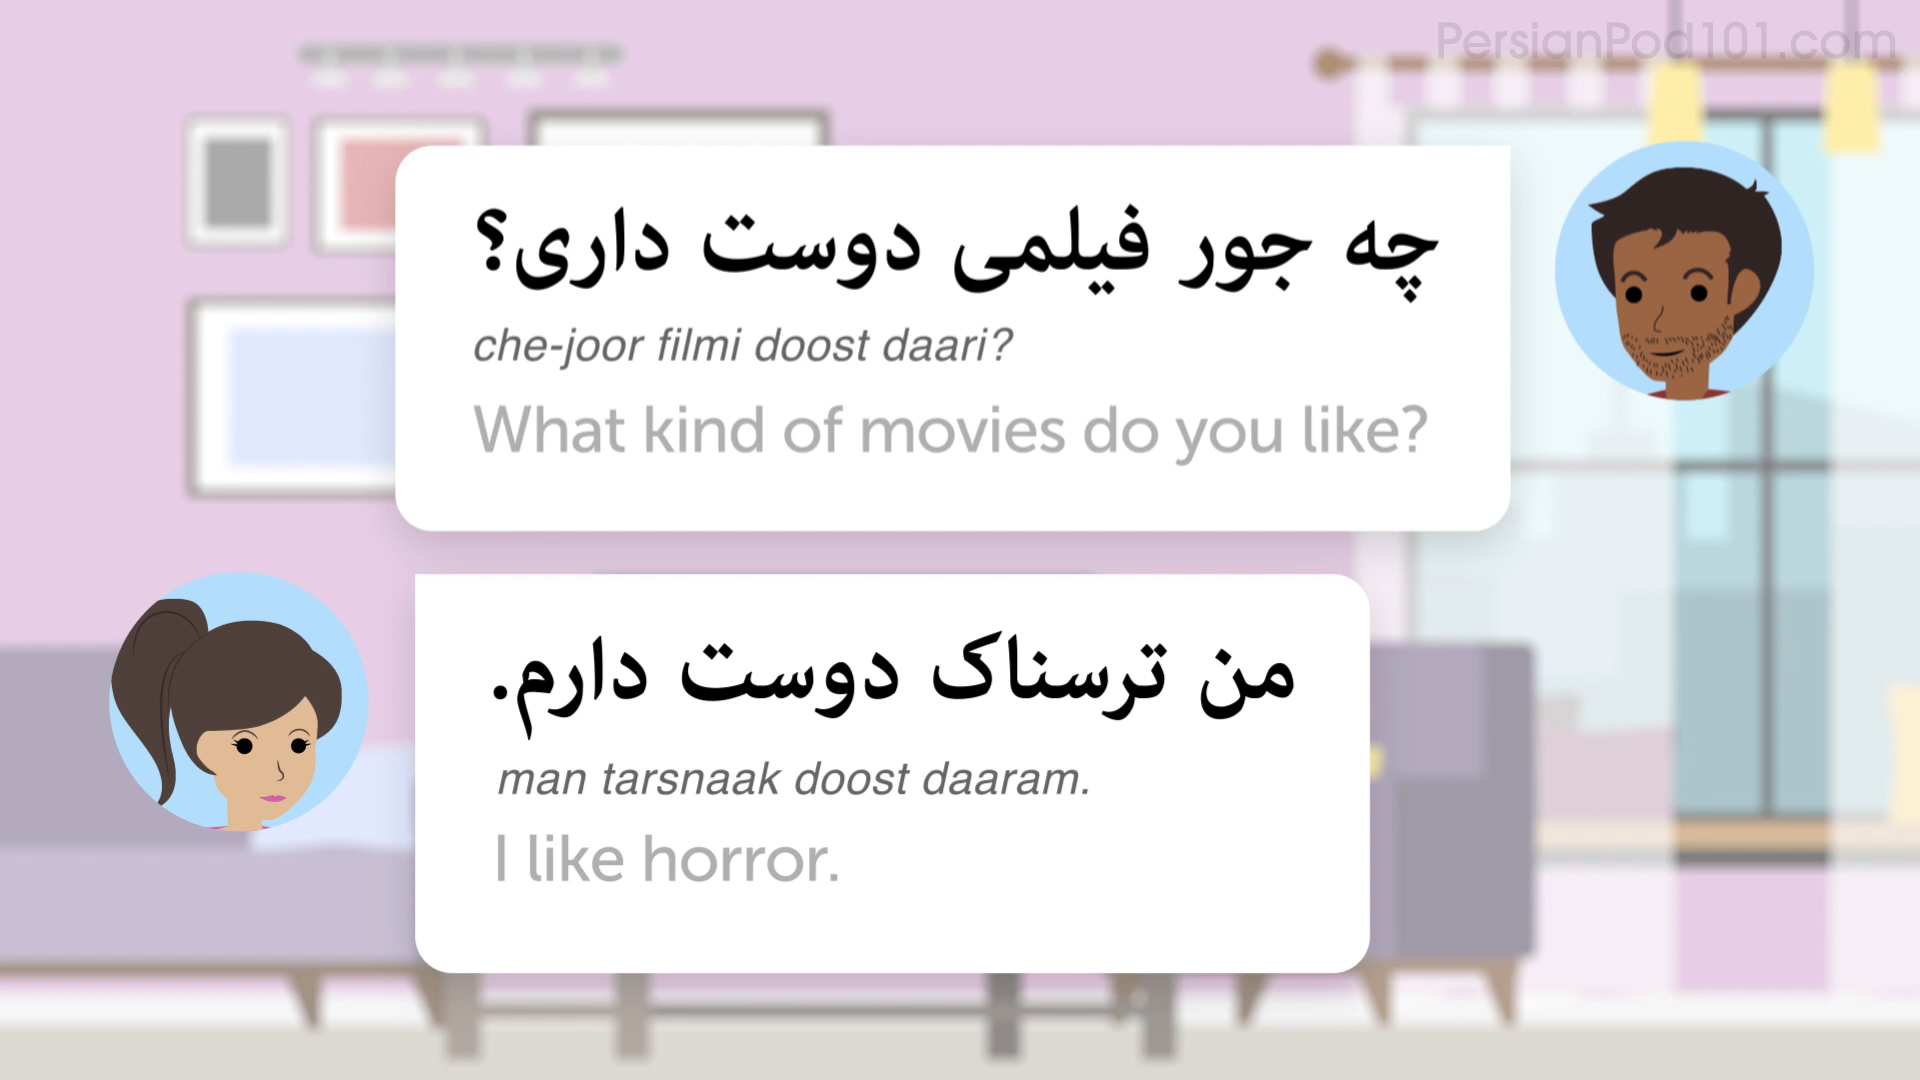 PersianPod101.com
چه جور فیلمی دوست داری؟
che-joor filmi doost daari?
What kind of movies do you like?
من ترسناک دوست دارم.
man tarsnaak doost daaram.
I like horror.